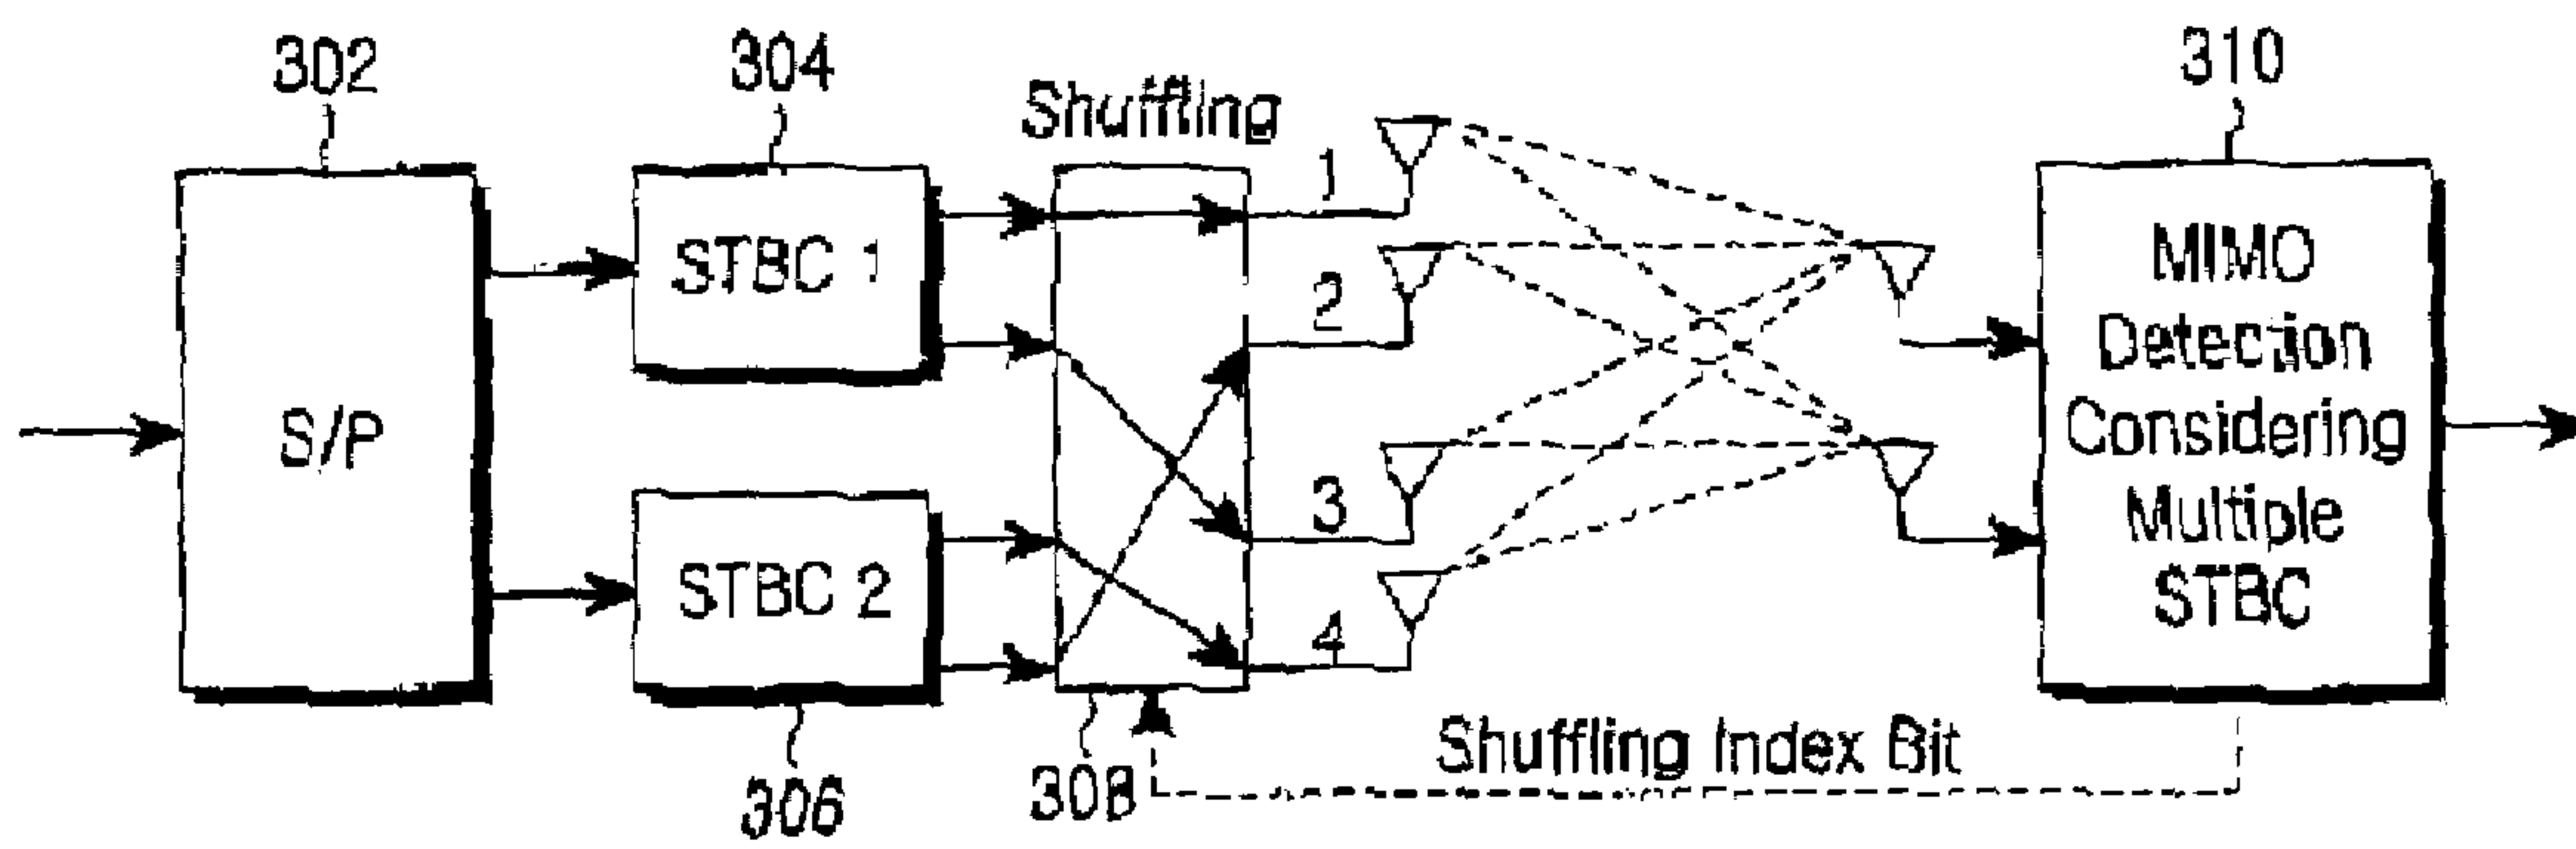 302
304
310
Shuffling
1
2
3
4
S/P
STBC 1
STBC 2
MIMO
Detection
Considering
Multiple
STBC
306
308
Shuffling Index Bit